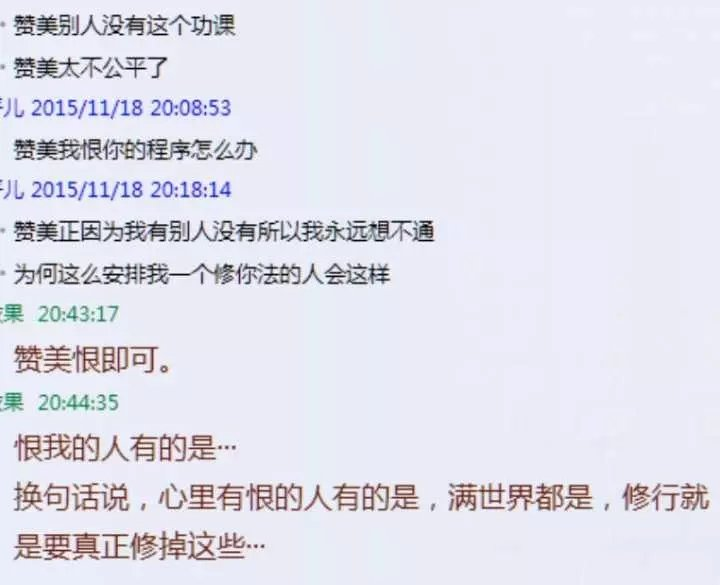 赞美别人没有这个功课
赞美太不公平了
儿 2015/11/18 20:08:53
赞美我恨你的程序怎么办
儿 2015/11/18 20:18:14
赞美正因为我有别人没有所以我永远想不通
为何这么安排我一个修你法的人会这样
果 20:43:17
赞美恨即可。
果 20:44:35
恨我的人有的是…
换句话说，心里有恨的人有的是，满世界都是，修行就
是要真正修掉这些…